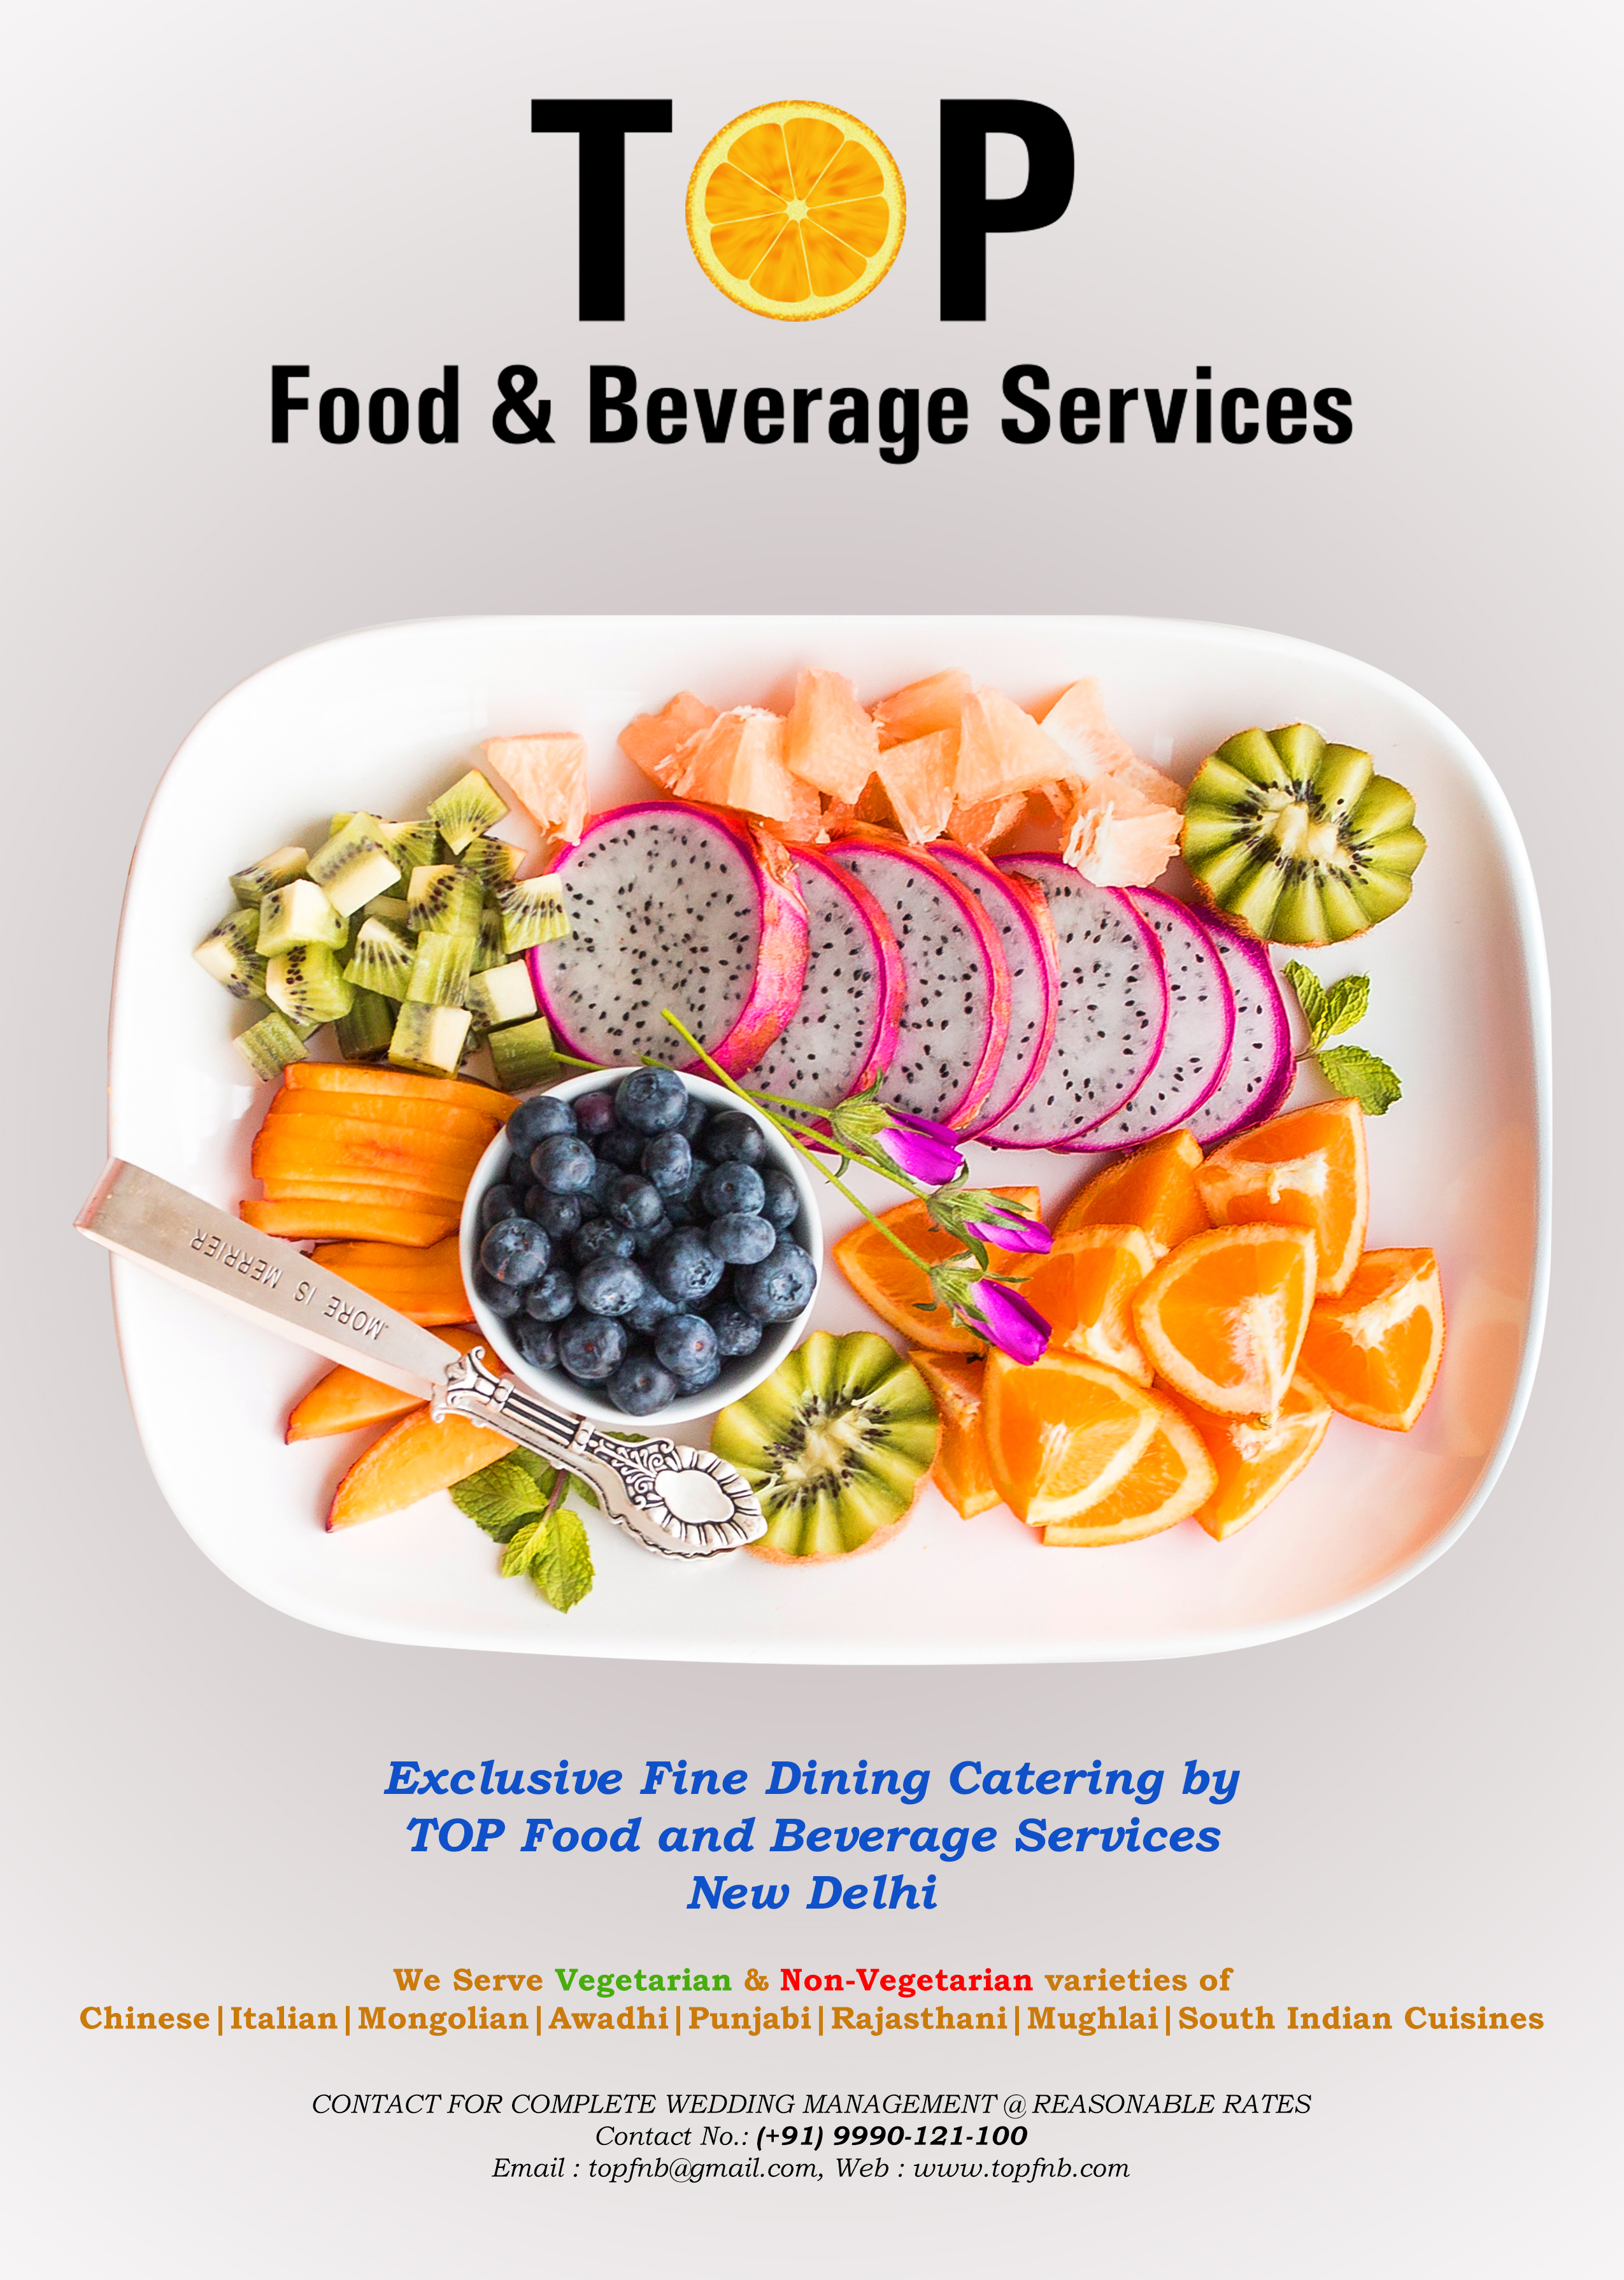 TOP
Food & Beverage Services
MORE IS MERRIER
Exclusive Fine Dining Catering by
TOP Food and Beverage Services
New Delhi
We Serve Vegetarian & Non-Vegetarian varieties of
Chinese|Italian|Mongolian|Awadhi|Punjabi|Rajasthani|Mughlai|South Indian Cuisines
CONTACT FOR COMPLETE WEDDING MANAGEMENT @ REASONABLE RATES
Contact No.: (+91) 9990-121-100
Email : topfnb@gmail.com, Web : www.topfnb.com